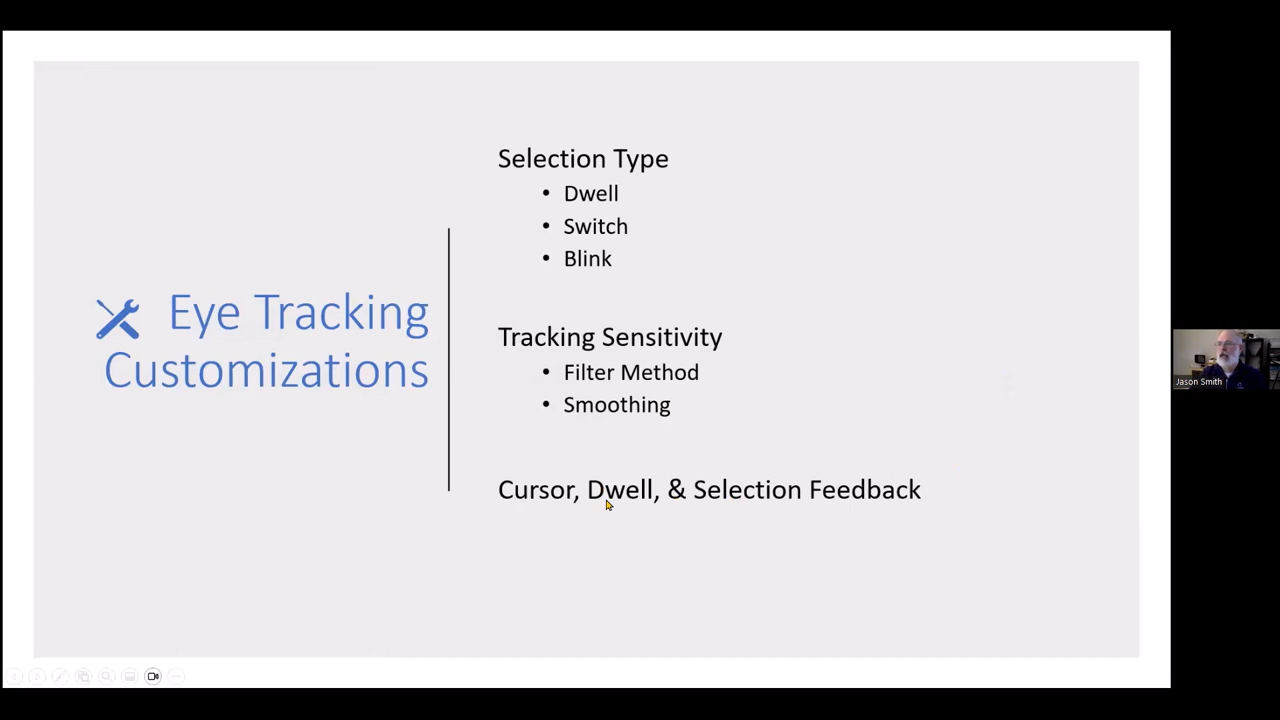 Eye Tracking
Customizations
Selection Type
• Dwell
• Switch
• Blink
Tracking Sensitivity
• Filter Method
• Smoothing
Cursor, Dwell, & Selection Feedback
Jason Smith